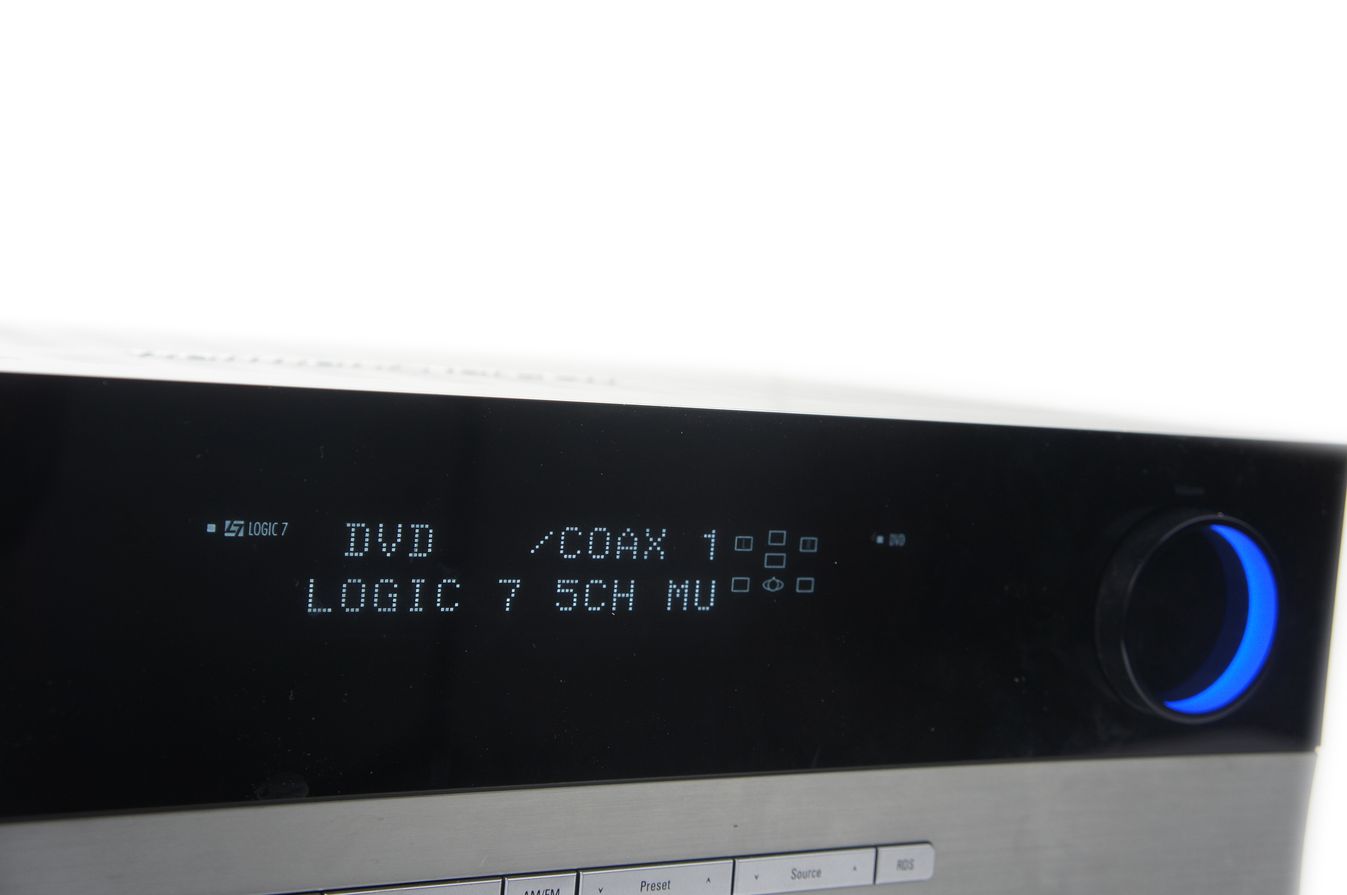 LOGIC 7
DVD /COAX 1
LOGIC 7 5CH MU
DVD
AM/FM
Preset
Source
RDS